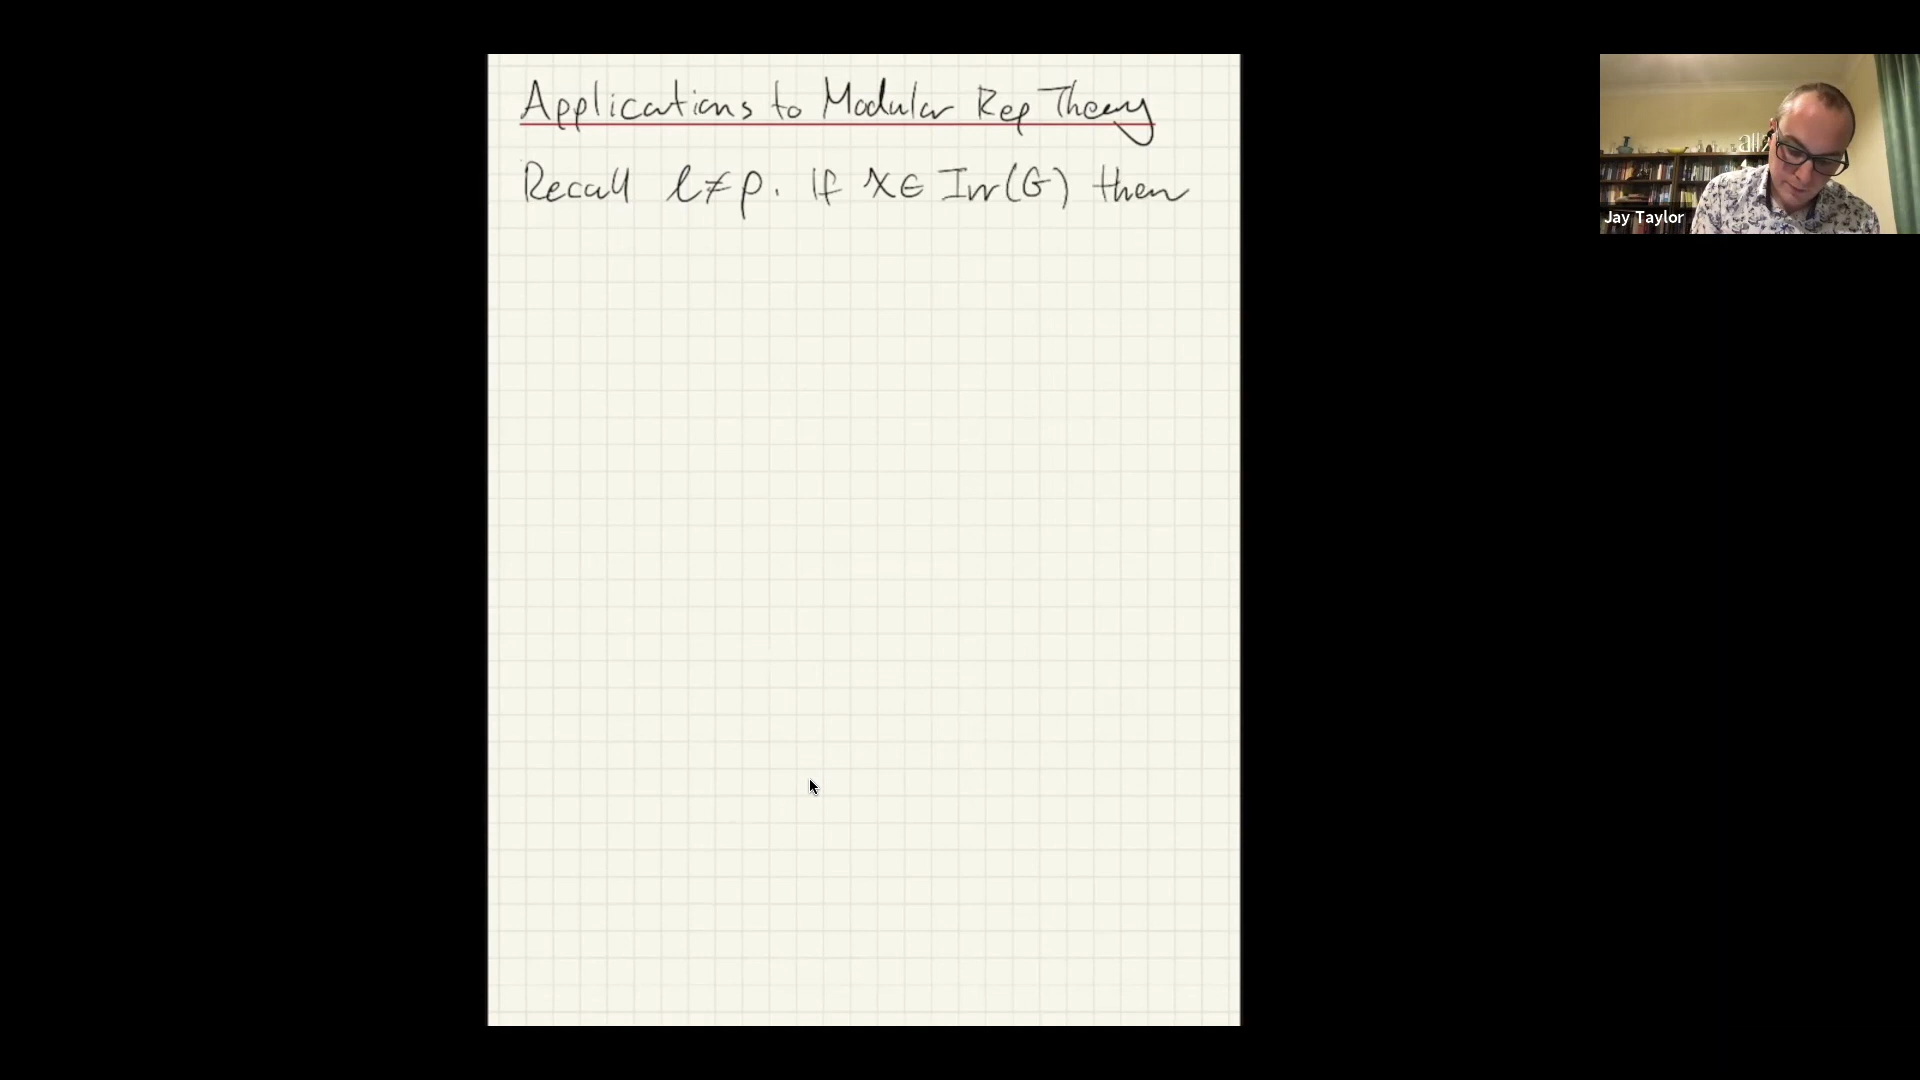 Applications to Modular Rep Theory
Recall ℓ≠p. If χ∈ Irr(G) then
Jay Taylor